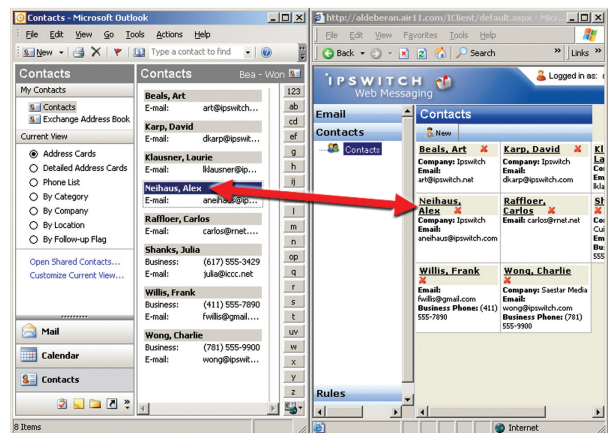 Contacts - Microsoft Outlook
File Edit View Go
Tools Actions Help
New
Type a contact to find
Contacts
My Contacts
Contacts
Exchange Address Book
Current View
Address Cards
Detailed Address Cards
Phone List
By Category
By Company
By Location
By Follow-up Flag
Open Shared Contacts...
Customize Current View...
Mail
Calendar
Contacts
8 Items
Contacts Bea - Won
Beals, Art
E-mail: art@ipswitch...
Karp, David
E-mail: dkarp@ipswit...
Klausner, Laurie
E-mail: lklausner@ip...
Neihaus, Alex
E-mail: aneihaus@ip...
Raffloer, Carlos
E-mail: carlos@rrnet....
Shanks, Julia
Business: (617) 555-3429
E-mail: julia@iccc.net
Willis, Frank
Business: (411) 555-7890
E-mail: fwillis@gmail....
Wong, Charlie
Business: (781) 555-9900
E-mail: wong@ipswit...
123
ab
cd
ef
g
h
ij
l
m
n
op
q
r
s
t
uv
w
x
y
z
http://aldeberan.air11.com/IClient/default.aspx - Micr...
File Edit View Favorites Tools Help
Back
Search
Links
IPSWITCH
Web Messaging
Logged in as:
Email
Contacts
Contacts
Rules
Contacts
New
Beals, Art
Company: Ipswitch
Email:
art@ipswitch.net
Karp, David
Company: Ipswitch
Email:
dkarp@ipswitch.com
Neihaus,
Alex
Company: Ipswitch
Email:
aneihaus@ipswitch.com
Raffloer,
Carlos
Email: carlos@rrnet.net
Willis, Frank
Email:
fwillis@gmail.com
Business Phone: (411)
555-7890
Wong, Charlie
Company: Saestar Media
Email:
wong@ipswitch.com
Business Phone: (781)
555-9900
Internet